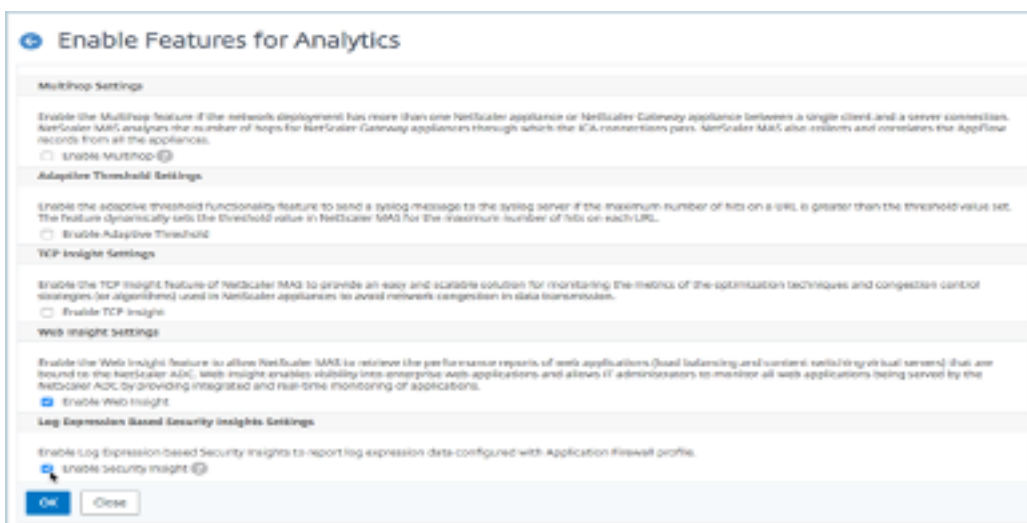 Enable Features for Analytics
Multihop Settings
Enable the Multihop feature if the network deployment has more than one NetScaler appliance or NetScaler Gateway appliance between a single client and a server connection.
NetScaler MAS analyses the number of hops for NetScaler Gateway appliances through which the ICA connections pass. NetScaler MAS also collects and correlates the AppFlow
records from all the appliances.
Enable Multihop
Adaptive Threshold Settings
Enable the adaptive threshold functionality feature to send a syslog message to the syslog server if the maximum number of hits on a URL is greater than the threshold value set.
The feature dynamically sets the threshold value in NetScaler MAS for the maximum number of hits on each URL.
Enable Adaptive Threshold
TCP Insight Settings
Enable the TCP Insight feature of NetScaler MAS to provide an easy and scalable solution for monitoring the metrics of the optimization techniques and congestion control
strategies (or algorithms) used in NetScaler appliances to avoid network congestion in data transmission.
Enable TCP Insight
Web Insight Settings
Enable the Web Insight feature to allow NetScaler MAS to retrieve the performance reports of web applications (load balancing and content switching virtual servers) that are
bound to the NetScaler ADC. Web Insight enables visibility into enterprise web applications and allows IT administrators to monitor all web applications being served by the
NetScaler ADC by providing integrated and real-time monitoring of applications.
Enable Web Insight
Log Expression Based Security Insights Settings
Enable Log Expression based Security Insights to report log expression data configured with Application Firewall profile.
Enable Security Insight
OK Close